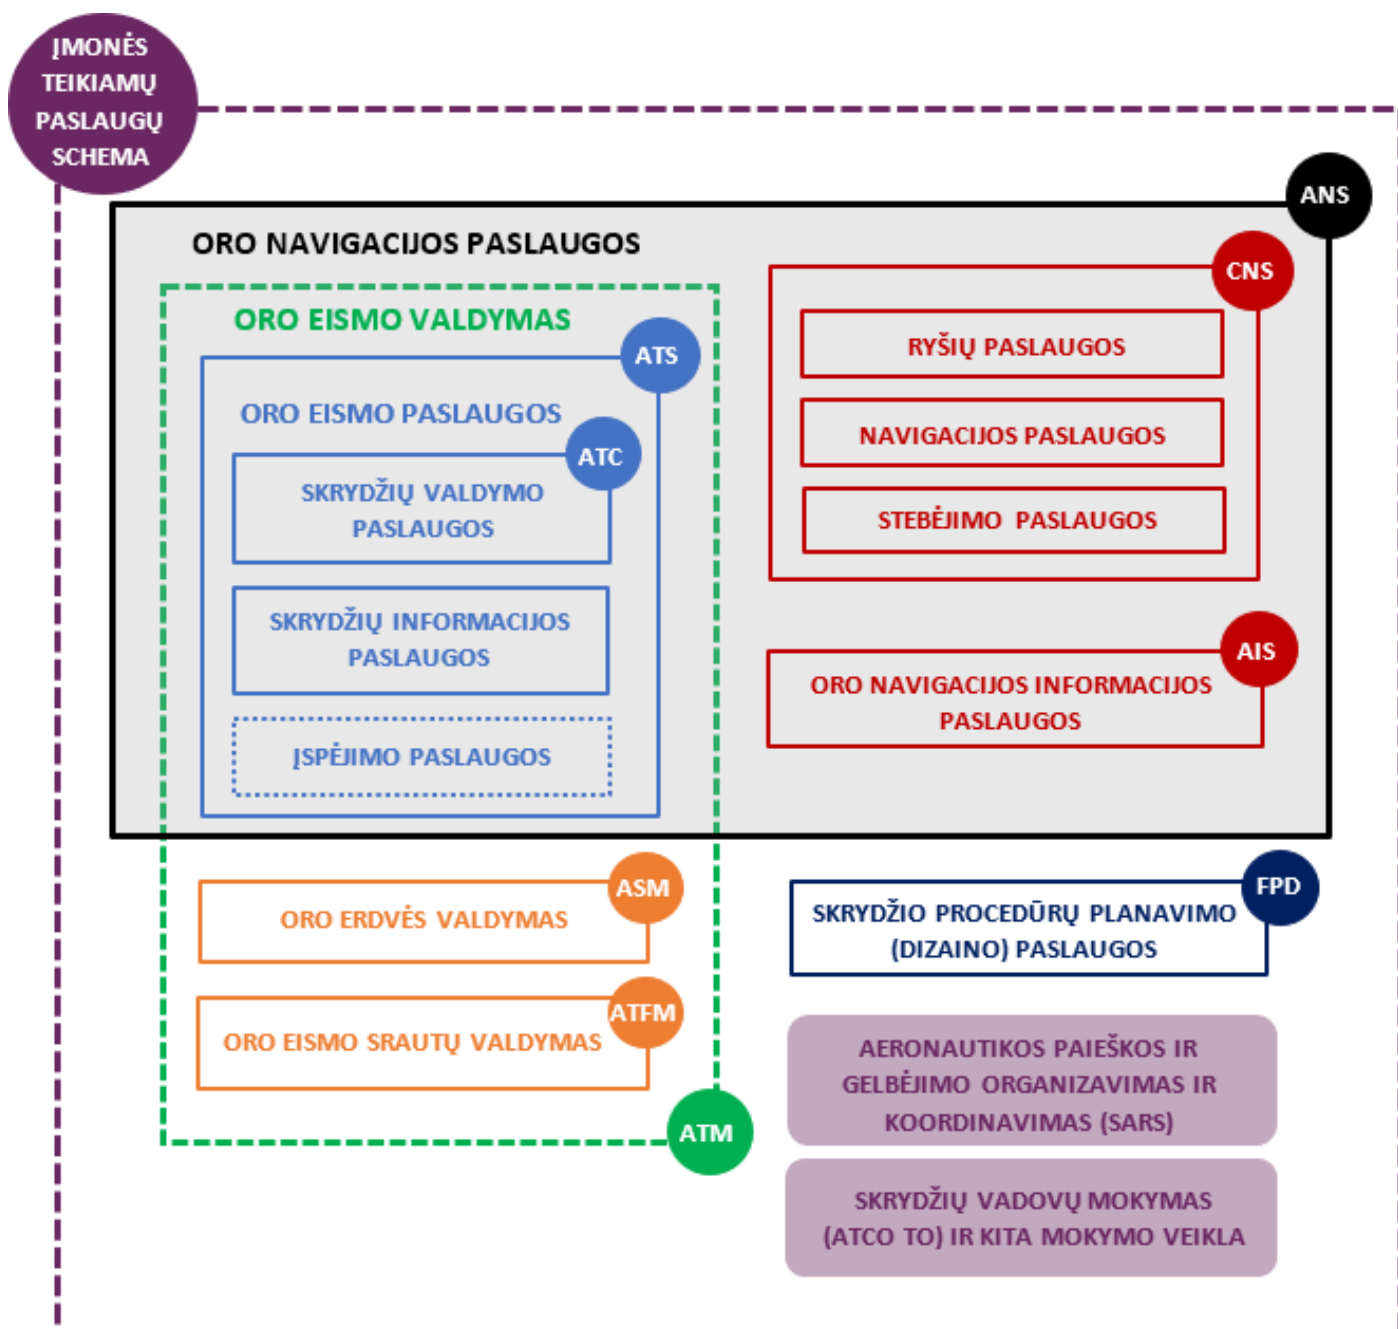 ĮMONĖS
TEIKIAMŲ
PASLAUGŲ
SCHEMA
ANS
ORO NAVIGACIJOS PASLAUGOS
ORO EISMO VALDYMAS
ATS
ORO EISMO PASLAUGOS
ATC
SKRYDŽIŲ VALDYMO
PASLAUGOS
SKRYDŽIŲ INFORMACIJOS
PASLAUGOS
ĮSPĖJIMO PASLAUGOS
CNS
RYŠIŲ PASLAUGOS
NAVIGACIJOS PASLAUGOS
STEBĖJIMO PASLAUGOS
AIS
ORO NAVIGACIJOS INFORMACIJOS
PASLAUGOS
ASM
ORO ERDVĖS VALDYMAS
ATFM
ORO EISMO SRAUTŲ VALDYMAS
ATM
FPD
SKRYDŽIO PROCEDŪRŲ PLANAVIMO
(DIZAINO) PASLAUGOS
AERONAUTIKOS PAIEŠKOS IR
GELBĖJIMO ORGANIZAVIMAS IR
KOORDINAVIMAS (SARS)
SKRYDŽIŲ VADOVŲ MOKYMAS
(ATCO TO) IR KITA MOKYMO VEIKLA